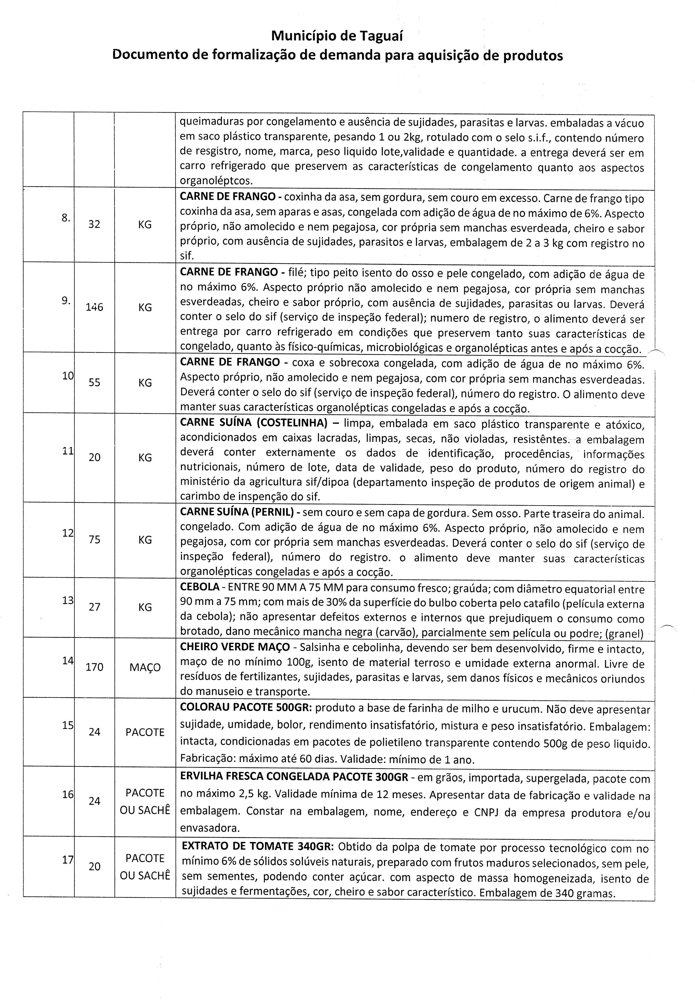 Município de Taguaí
Documento de formalização de demanda para aquisição de produtos
queimaduras por congelamento e ausência de sujidades, parasitas e larvas. embaladas a vácuo
em saco plástico transparente, pesando 1 ou 2kg, rotulado com o selo s.i.f., contendo número
de resgistro, nome, marca, peso liquido lote,validade e quantidade. a entrega deverá ser em
carro refrigerado que preservem as características de congelamento quanto aos aspectos
organoléptcos.
8. 32 KG
CARNE DE FRANGO - coxinha da asa, sem gordura, sem couro em excesso. Carne de frango tipo
coxinha da asa, sem aparas e asas, congelada com adição de água de no máximo de 6%. Aspecto
próprio, não amolecido e nem pegajosa, cor própria sem manchas esverdeada, cheiro e sabor
próprio, com ausência de sujidades, parasitos e larvas, embalagem de 2 a 3 kg com registro no
sif.
9. 146 KG
CARNE DE FRANGO - filé; tipo peito isento do osso e pele congelado, com adição de água de
no máximo 6%. Aspecto próprio não amolecido e nem pegajosa, cor própria sem manchas
esverdeadas, cheiro e sabor próprio, com ausência de sujidades, parasitas ou larvas. Deverá
conter o selo do sif (serviço de inspeção federal); numero de registro, o alimento deverá ser
entrega por carro refrigerado em condições que preservem tanto suas características de
congelado, quanto às físico-químicas, microbiológicas e organolépticas antes e após a cocção.
10 55 KG
CARNE DE FRANGO - coxa e sobrecoxa congelada, com adição de água de no máximo 6%.
Aspecto próprio, não amolecido e nem pegajosa, com cor própria sem manchas esverdeadas.
Deverá conter o selo do sif (serviço de inspeção federal), número do registro. O alimento deve
manter suas características organolépticas congeladas e após a cocção.
11 20 KG
CARNE SUÍNA (COSTELINHA) – limpa, embalada em saco plástico transparente e atóxico,
acondicionados em caixas lacradas, limpas, secas, não violadas, resistêntes. a embalagem
deverá conter externamente os dados de identificação, procedências, informações
nutricionais, número de lote, data de validade, peso do produto, número do registro do
ministério da agricultura sif/dipoa (departamento inspeção de produtos de origem animal) e
carimbo de inspenção do sif.
12 75 KG
CARNE SUÍNA (PERNIL) - sem couro e sem capa de gordura. Sem osso. Parte traseira do animal.
congelado. Com adição de água de no máximo 6%. Aspecto próprio, não amolecido e nem
pegajosa, com cor própria sem manchas esverdeadas. Deverá conter o selo do sif (serviço de
inspeção federal), número do registro. o alimento deve manter suas características
organolépticas congeladas e após a cocção.
13 27 KG
CEBOLA - ENTRE 90 MM A 75 MM para consumo fresco; graúda; com diâmetro equatorial entre
90 mm a 75 mm; com mais de 30% da superfície do bulbo coberta pelo catafilo (película externa
da cebola); não apresentar defeitos externos e internos que prejudiquem o consumo como
brotado, dano mecânico mancha negra (carvão), parcialmente sem película ou podre; (granel)
14 170 MAÇO
CHEIRO VERDE MAÇO - Salsinha e cebolinha, devendo ser bem desenvolvido, firme e intacto,
maço de no mínimo 100g, isento de material terroso e umidade externa anormal. Livre de
resíduos de fertilizantes, sujidades, parasitas e larvas, sem danos físicos e mecânicos oriundos
do manuseio e transporte.
15 24 PACOTE
COLORAU PACOTE 500GR: produto a base de farinha de milho e urucum. Não deve apresentar
sujidade, umidade, bolor, rendimento insatisfatório, mistura e peso insatisfatório. Embalagem:
intacta, condicionadas em pacotes de polietileno transparente contendo 500g de peso liquido.
Fabricação: máximo até 60 dias. Validade: mínimo de 1 ano.
16 24 PACOTE
OU SACHÊ
ERVILHA FRESCA CONGELADA PACOTE 300GR - em grãos, importada, supergelada, pacote com
no máximo 2,5 kg. Validade mínima de 12 meses. Apresentar data de fabricação e validade na
embalagem. Constar na embalagem, nome, endereço e CNPJ da empresa produtora e/ou
envasadora.
17 20 PACOTE
OU SACHÊ
EXTRATO DE TOMATE 340GR: Obtido da polpa de tomate por processo tecnológico com no
mínimo 6% de sólidos solúveis naturais, preparado com frutos maduros selecionados, sem pele,
sem sementes, podendo conter açúcar. com aspecto de massa homogeneizada, isento de
sujidades e fermentações, cor, cheiro e sabor característico. Embalagem de 340 gramas.